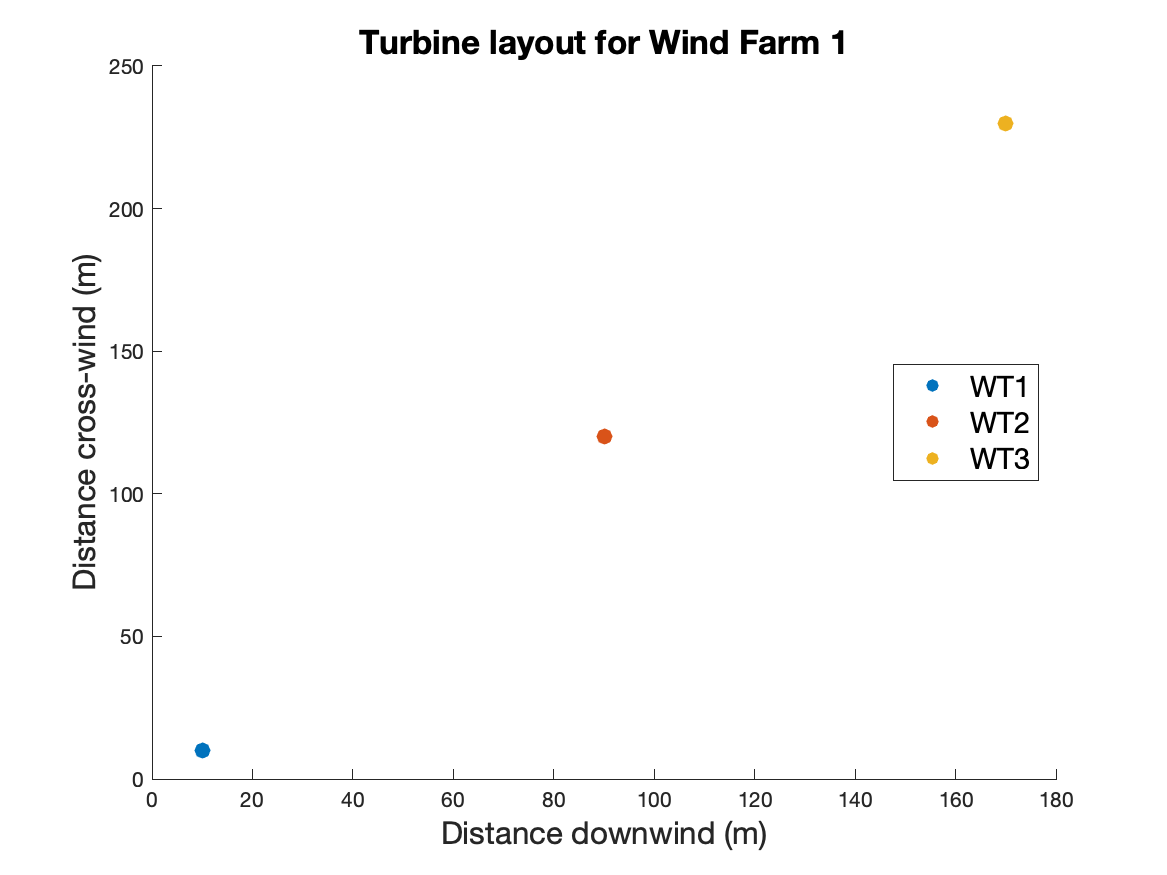 Turbine layout for Wind Farm 1
250
200
150
100
50
0
Distance cross-wind (m)
WT1
WT2
WT3
0 20 40 60 80 100 120 140 160 180
Distance downwind (m)